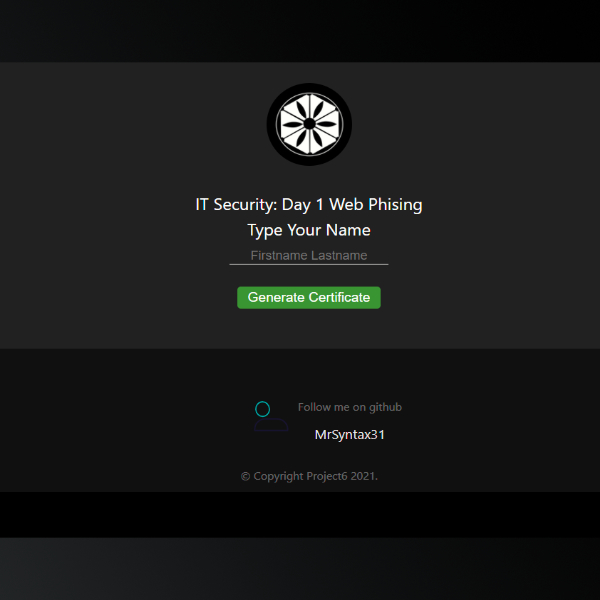 IT Security: Day 1 Web Phising
Type Your Name
Firstname Lastname
Generate Certificate
Follow me on github
MrSyntax31
© Copyright Project6 2021.